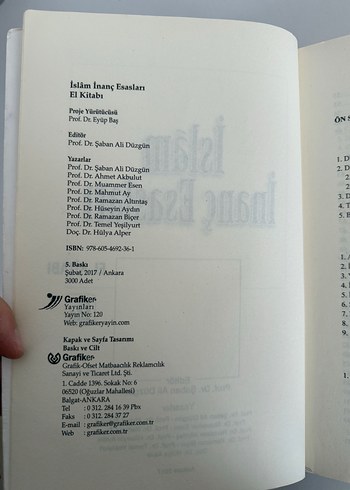 İslâm İnanç Esasları
El Kitabı
Proje Yürütücüsü
Prof. Dr. Eyüp Baş
Editör
Prof. Dr. Şaban Ali Düzgün
Yazarlar
Prof. Dr. Şaban Ali Düzgün
Prof. Dr. Ahmet Akbulut
Prof. Dr. Muammer Esen
Prof. Dr. Mahmut Ay
Prof. Dr. Ramazan Altıntaş
Prof. Dr. Hüseyin Aydın
Prof. Dr. Ramazan Biçer
Prof. Dr. Temel Yeşilyurt
Doç. Dr. Hülya Alper
ISBN: 978-605-4692-36-1
5. Baskı
Şubat, 2017 / Ankara
3000 Adet
Grafiker
Yayınları
Yayın No: 120
Web: grafikeryayin.com
Kapak ve Sayfa Tasarımı
Baskı ve Cilt
Grafiker
Grafik-Ofset Matbaacılık Reklamcılık
Sanayi ve Ticaret Ltd. Şti.
1. Cadde 1396. Sokak No: 6
06520 (Oğuzlar Mahallesi)
Balgat-ANKARA
Tel : 0 312. 284 16 39 Pbx
Faks : 0 312. 284 37 27
E-mail : grafiker@grafiker.com.tr
Web : grafiker.com.tr
ÖN S